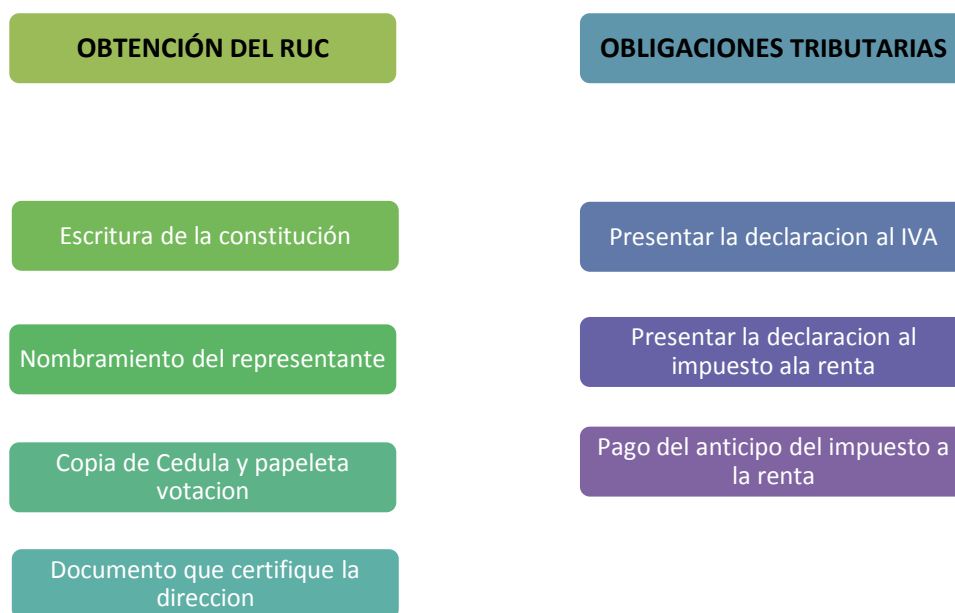 OBTENCIÓN DEL RUC
Escritura de la constitución
Nombramiento del representante
Copia de Cedula y papeleta
votacion
Documento que certifique la
direccion
OBLIGACIONES TRIBUTARIAS
Presentar la declaracion al IVA
Presentar la declaracion al
impuesto ala renta
Pago del anticipo del impuesto a
la renta